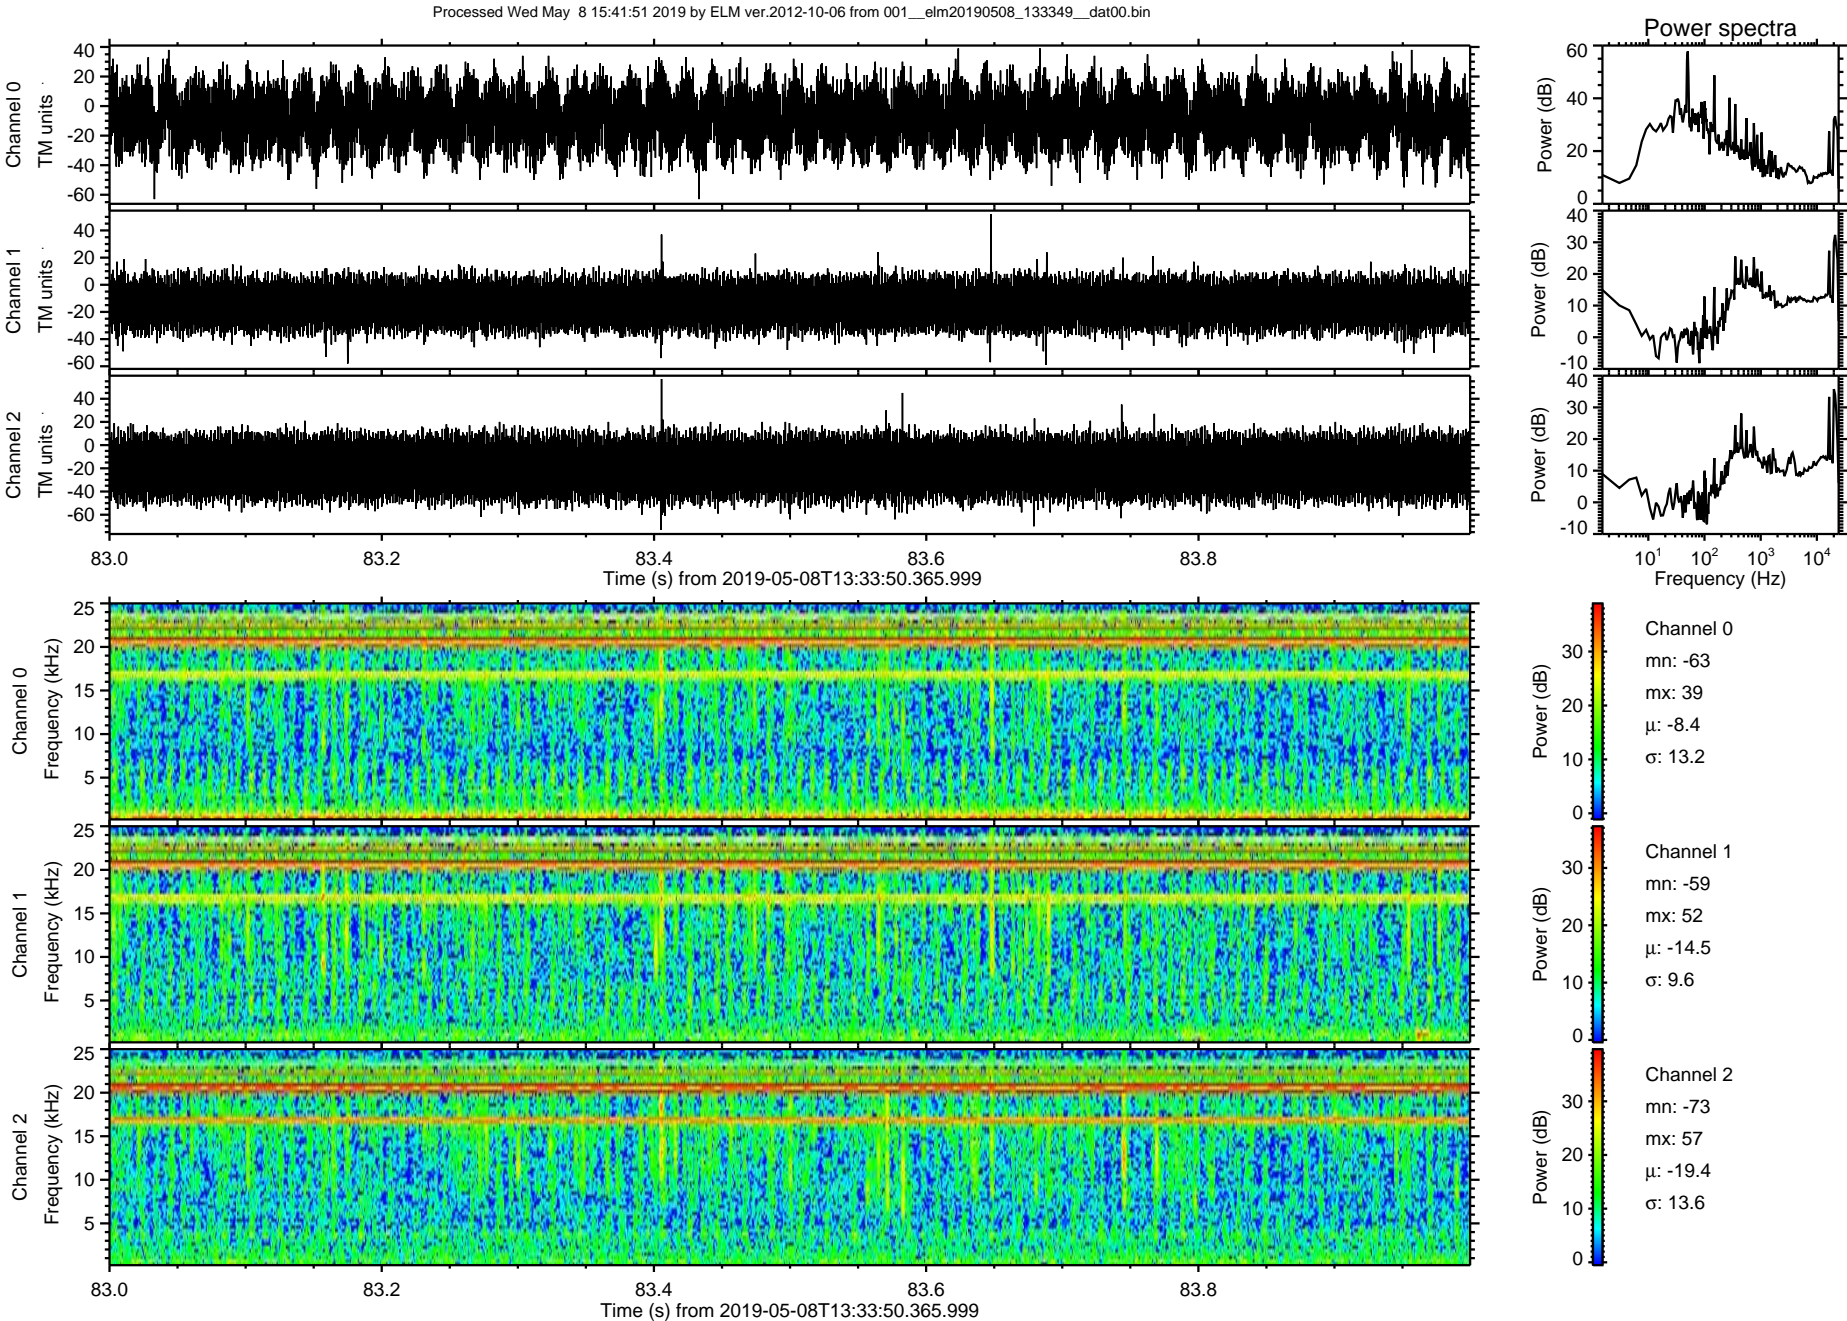 Processed Wed May  8 15:41:51 2019 by ELM ver.2012-10-06 from 001__elm20190508_133349__dat00.bin
Power spectra
Channel 0
TM units
40
20
0
-20
-40
-60
Power (dB)
60
40
20
0
Channel 1
TM units
40
20
0
-20
-40
-60
Power (dB)
40
30
20
10
0
-10
Channel 2
TM units
40
20
0
-20
-40
-60
Power (dB)
40
30
20
10
0
-10
83.0 83.2 83.4 83.6 83.8
Time (s) from 2019-05-08T13:33:50.365.999
10¹ 10² 10³ 10⁴
Frequency (Hz)
Channel 0
Frequency (kHz)
25
20
15
10
5
Power (dB)
30
20
10
0
Channel 0
mn: -63
mx: 39
μ: -8.4
σ: 13.2
Channel 1
Frequency (kHz)
25
20
15
10
5
Power (dB)
30
20
10
0
Channel 1
mn: -59
mx: 52
μ: -14.5
σ: 9.6
Channel 2
Frequency (kHz)
25
20
15
10
5
Power (dB)
30
20
10
0
Channel 2
mn: -73
mx: 57
μ: -19.4
σ: 13.6
83.0 83.2 83.4 83.6 83.8
Time (s) from 2019-05-08T13:33:50.365.999